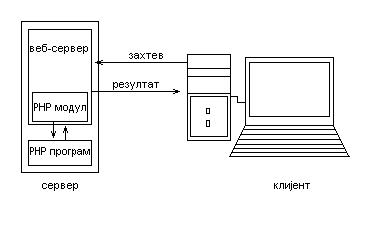 веб-сервер
захтев
резултат
PHP модул
PHP програм
сервер
клијент